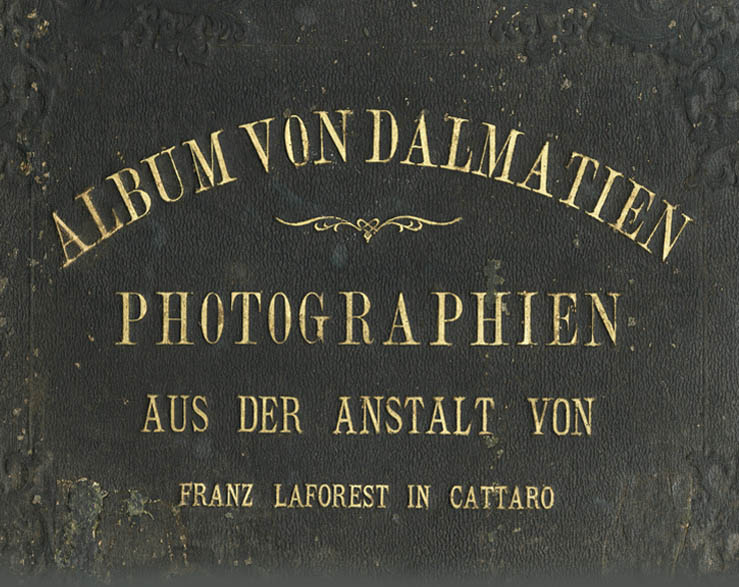 ALBUM VON DALMATIEN
PHOTOGRAPHIEN
AUS DER ANSTALT VON
FRANZ LAFOREST IN CATTARO